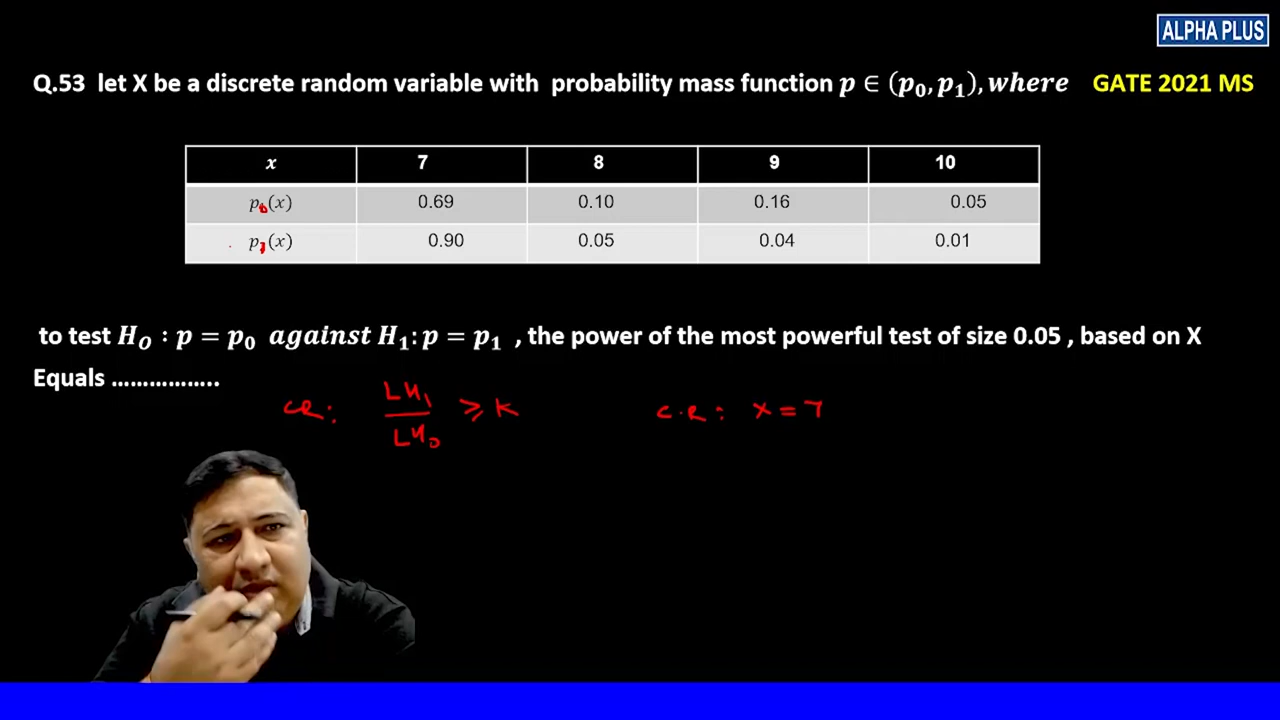 ALPHA PLUS
Q.53 let X be a discrete random variable with probability mass function p ∈ (p₀, p₁), where GATE 2021 MS
x 7 8 9 10
p₀(x) 0.69 0.10 0.16 0.05
p₁(x) 0.90 0.05 0.04 0.01
to test H_O : p = p₀ against H₁: p = p₁ , the power of the most powerful test of size 0.05 , based on X
Equals ……………..
CR: LH₁ / LH₀ ≥ K C.R: X = 7